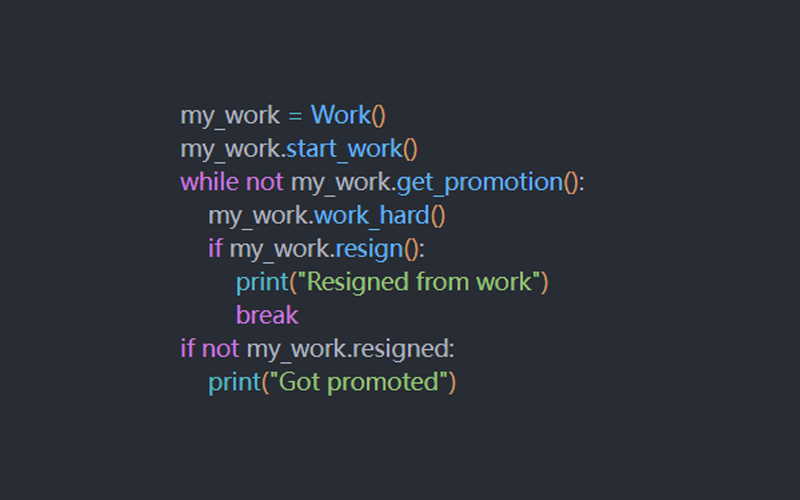 my_work = Work()
my_work.start_work()
while not my_work.get_promotion():
    my_work.work_hard()
    if my_work.resign():
        print("Resigned from work")
        break
if not my_work.resigned:
    print("Got promoted")